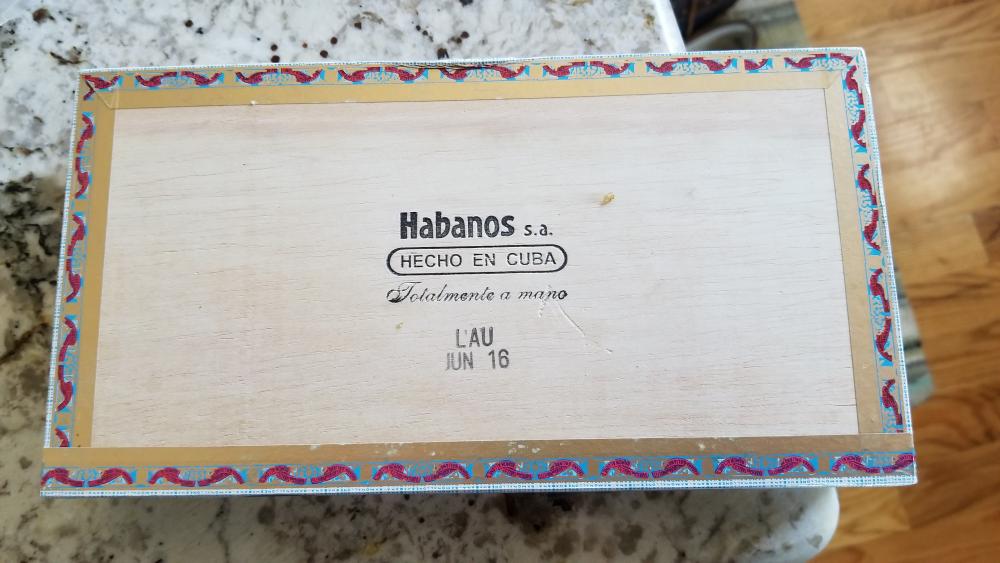 Habanos s.a.
HECHO EN CUBA
Totalmente a mano
L'AU
JUN 16